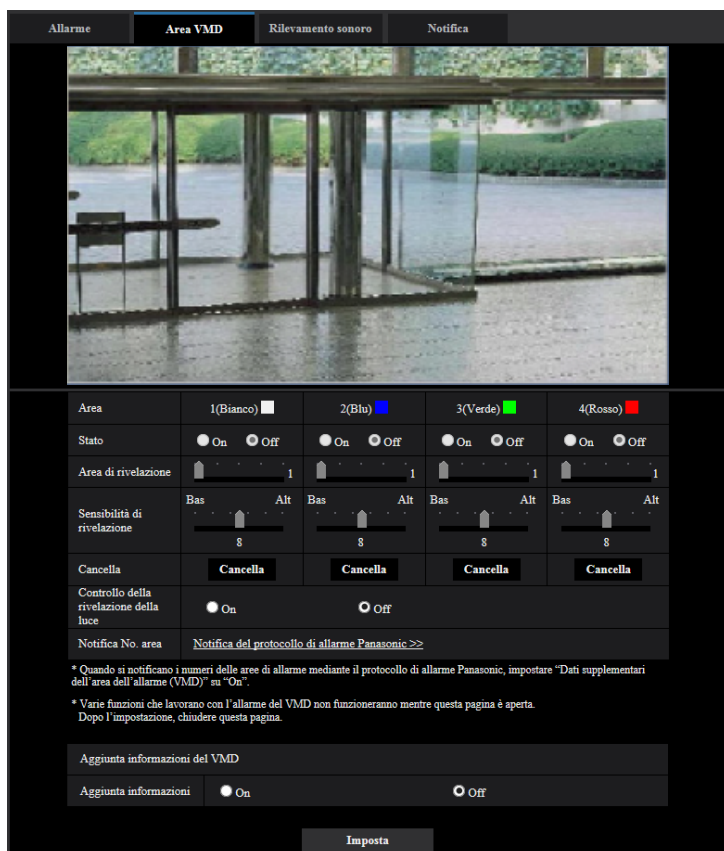 Allarme Area VMD Rilevamento sonoro Notifica
Area 1(Bianco) 2(Blu) 3(Verde) 4(Rosso)
Stato On Off On Off On Off On Off
Area di rivelazione 1 1 1 1
Sensibilità di rivelazione Bas Alt Bas Alt Bas Alt Bas Alt
8 8 8 8
Cancella Cancella Cancella Cancella Cancella
Controllo della
rivelazione della
luce
On Off
Notifica No. area Notifica del protocollo di allarme Panasonic >>
* Quando si notificano i numeri delle aree di allarme mediante il protocollo di allarme Panasonic, impostare “Dati supplementari
dell’area dell’allarme (VMD)” su “On”.
* Varie funzioni che lavorano con l’allarme del VMD non funzioneranno mentre questa pagina è aperta.
Dopo l’impostazione, chiudere questa pagina.
Aggiunta informazioni del VMD
Aggiunta informazioni On Off
Imposta